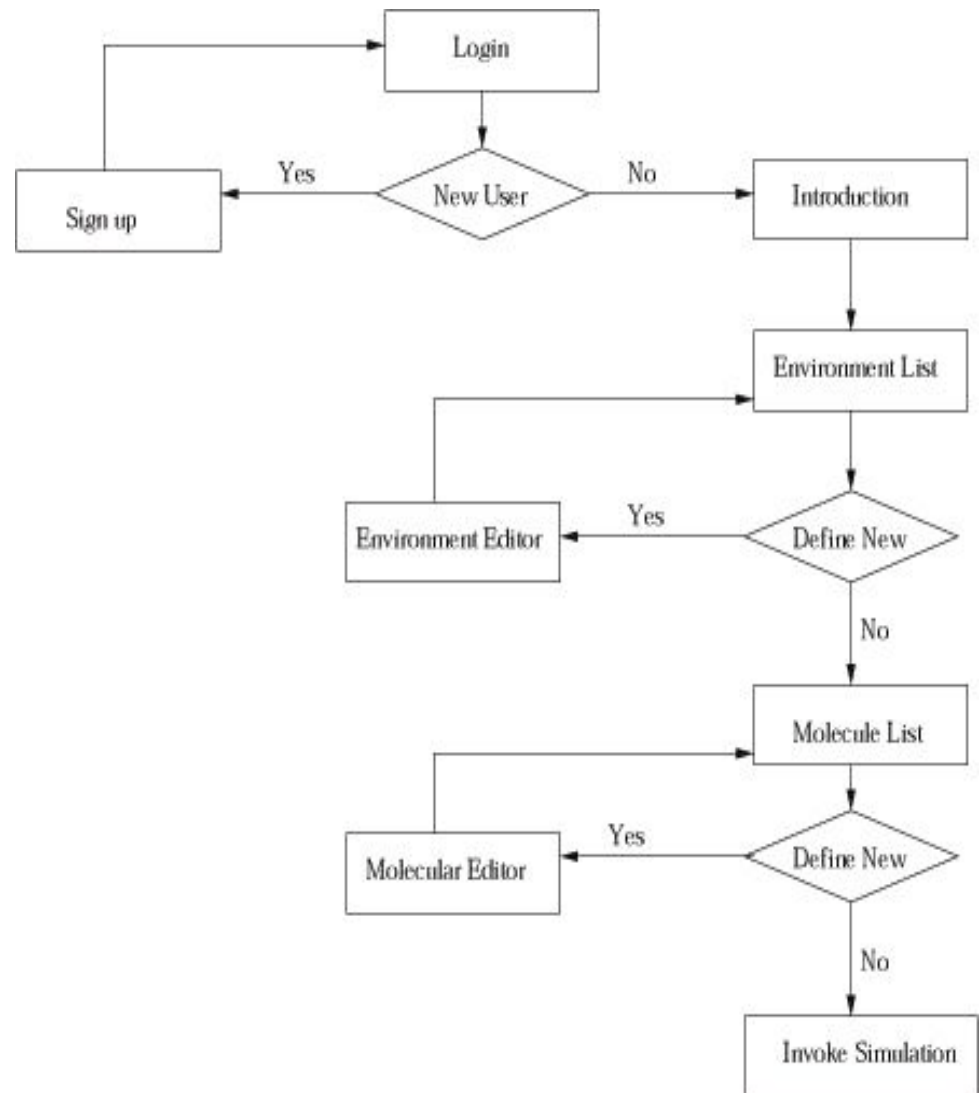 Login
Yes
New User
No
Sign up
Introduction
Environment List
Yes
Environment Editor
Define New
No
Molecule List
Yes
Molecular Editor
Define New
No
Invoke Simulation